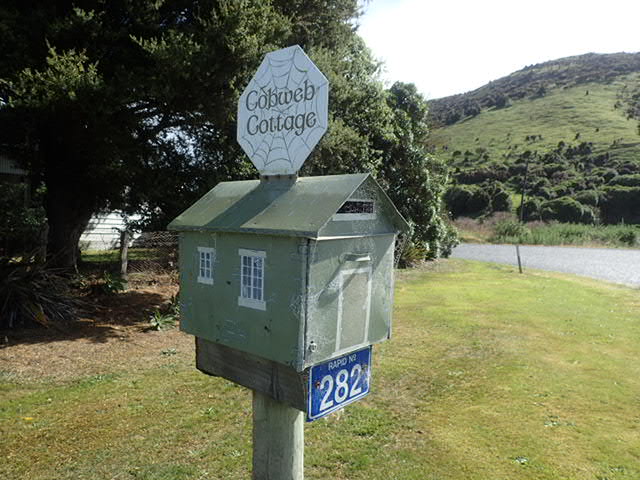 Cobweb
Cottage
RAPID No
282